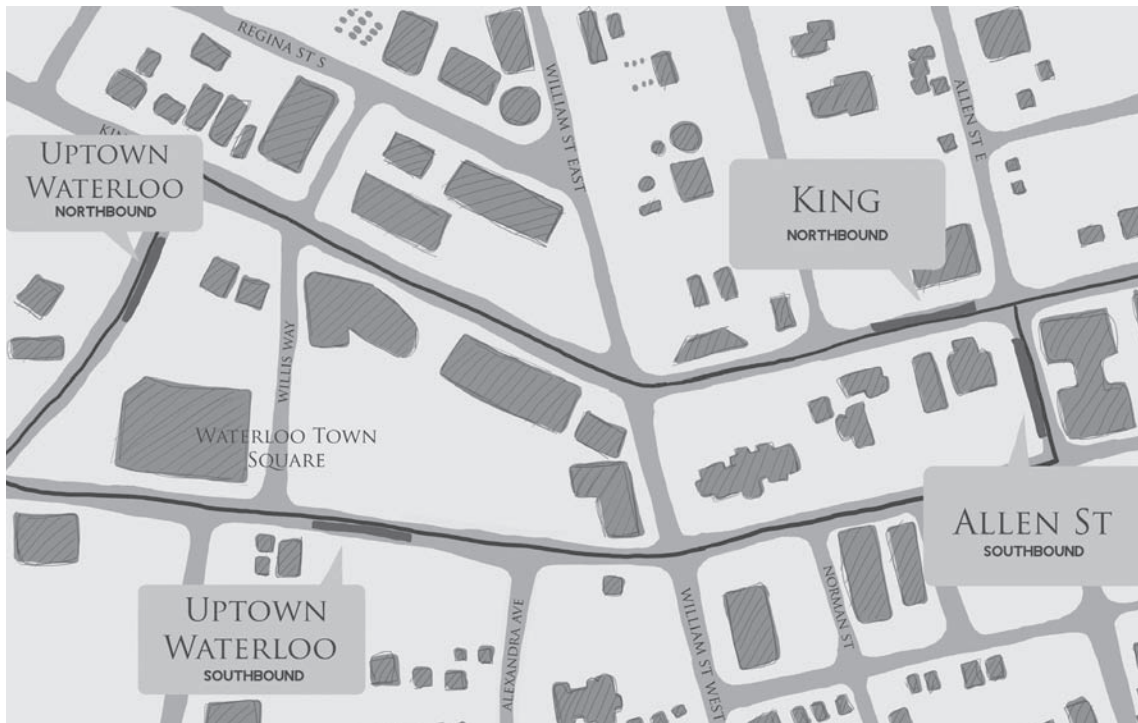 REGINA ST S
WILLIAM ST EAST
ALLEN ST E
UPTOWN
WATERLOO
NORTHBOUND
KING
NORTHBOUND
WILLIS WAY
WATERLOO TOWN
SQUARE
ALLEN ST
SOUTHBOUND
UPTOWN
WATERLOO
SOUTHBOUND
ALEXANDRA AVE
WILLIAM ST WEST
NORMAN ST